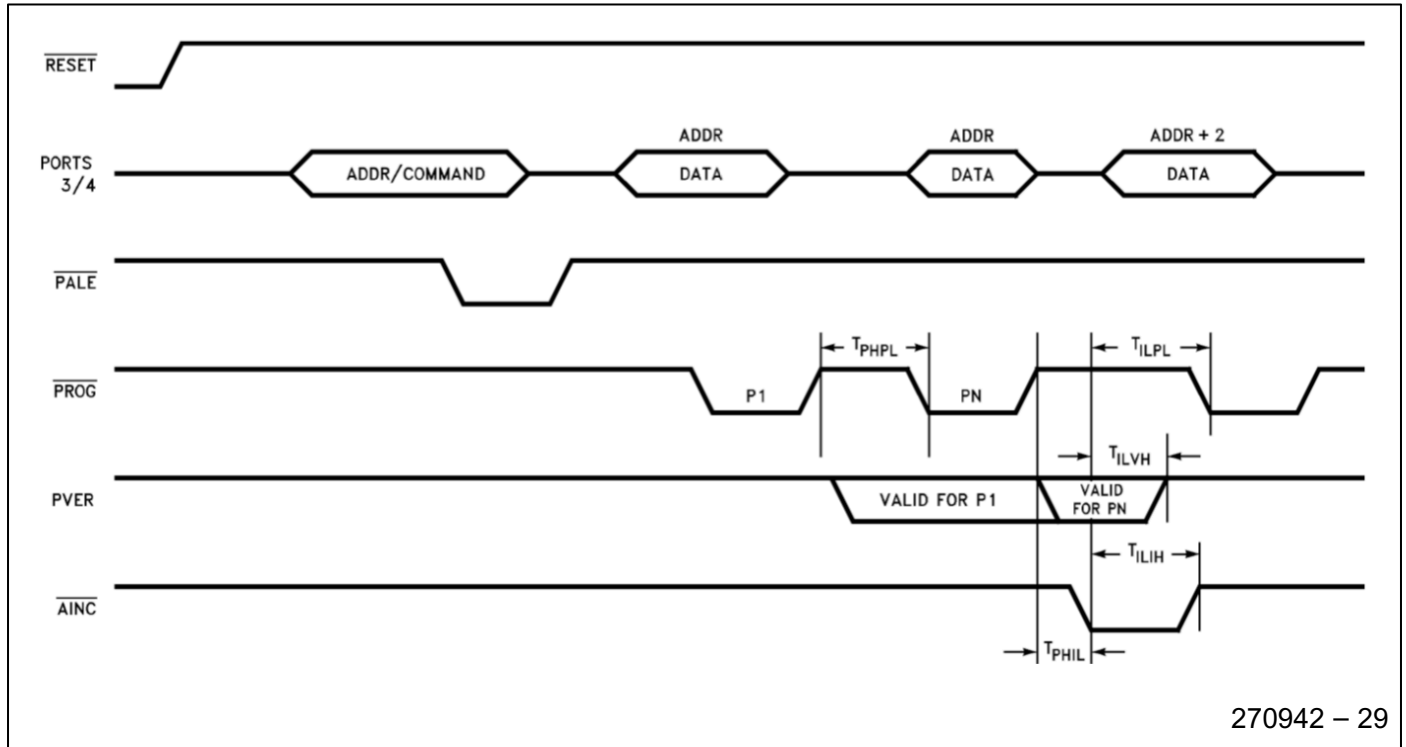 RESET
ADDR
ADDR
ADDR + 2
PORTS
3/4
ADDR/COMMAND
DATA
DATA
DATA
PALE
TPHPL
TILPL
PROG
P1
PN
TILVH
PVER
VALID FOR P1
VALID
FOR PN
TILIH
AINC
TPHIL
270942 – 29